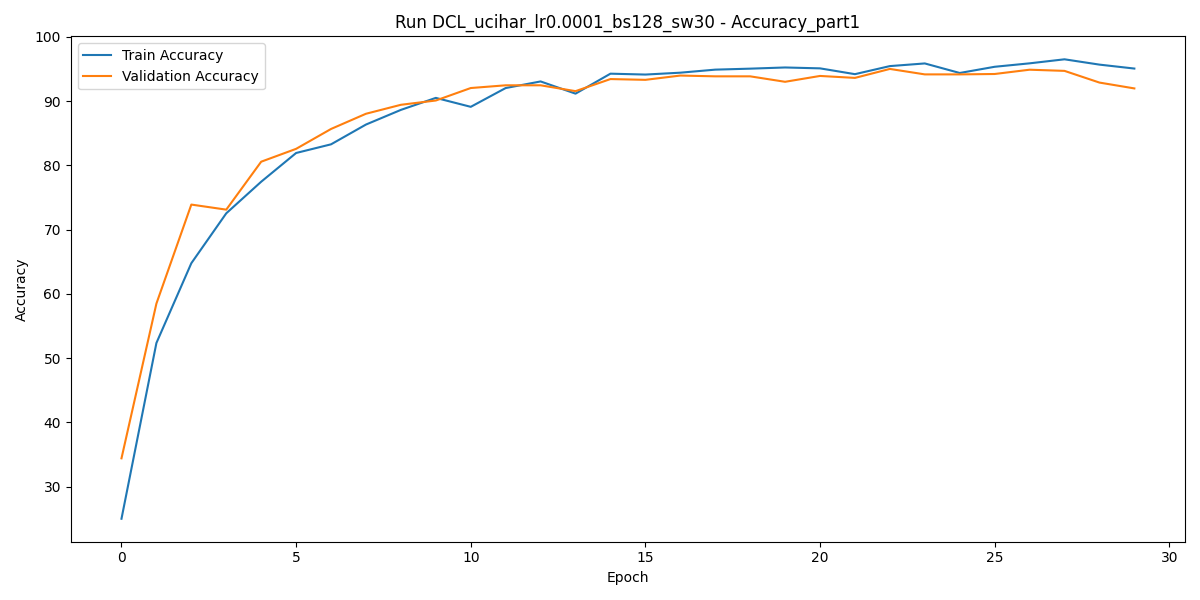 Run DCL_ucihar_lr0.0001_bs128_sw30 - Accuracy_part1
Train Accuracy
Validation Accuracy
Accuracy
100
90
80
70
60
50
40
30
0 5 10 15 20 25 30
Epoch